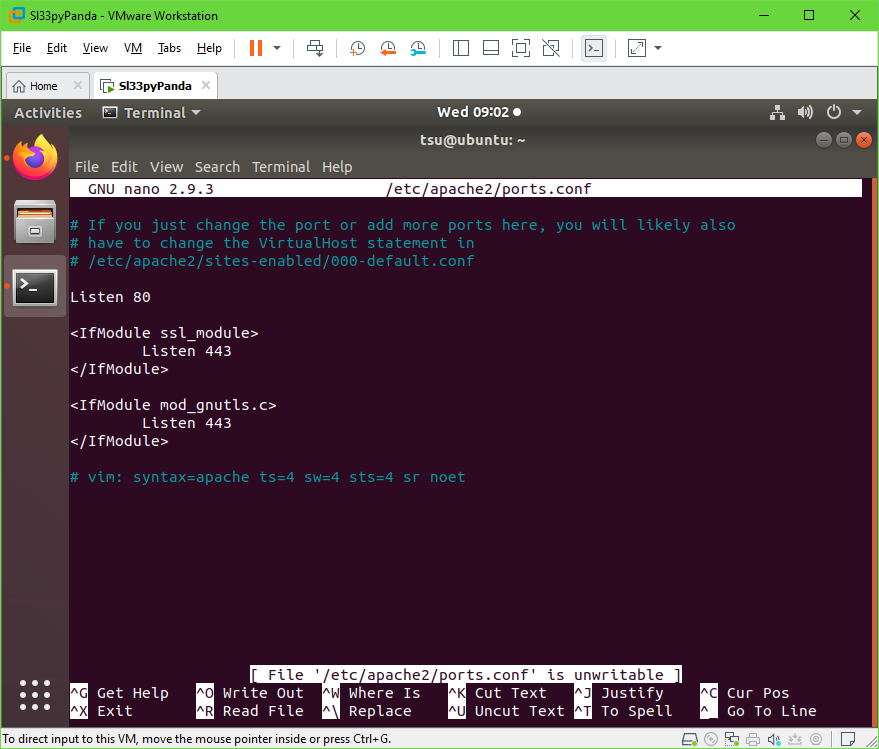 Sl33pyPanda - VMware Workstation
File Edit View VM Tabs Help
Home Sl33pyPanda
Activities Terminal Wed 09:02
tsu@ubuntu: ~
File Edit View Search Terminal Help
GNU nano 2.9.3 /etc/apache2/ports.conf
# If you just change the port or add more ports here, you will likely also
# have to change the VirtualHost statement in
# /etc/apache2/sites-enabled/000-default.conf
Listen 80
<IfModule ssl_module>
Listen 443
</IfModule>
<IfModule mod_gnutls.c>
Listen 443
</IfModule>
# vim: syntax=apache ts=4 sw=4 sts=4 sr noet
[ File '/etc/apache2/ports.conf' is unwritable ]
^G Get Help ^O Write Out ^W Where Is ^K Cut Text ^J Justify ^C Cur Pos
^X Exit ^R Read File ^\ Replace ^U Uncut Text ^T To Spell ^_ Go To Line
To direct input to this VM, move the mouse pointer inside or press Ctrl+G.